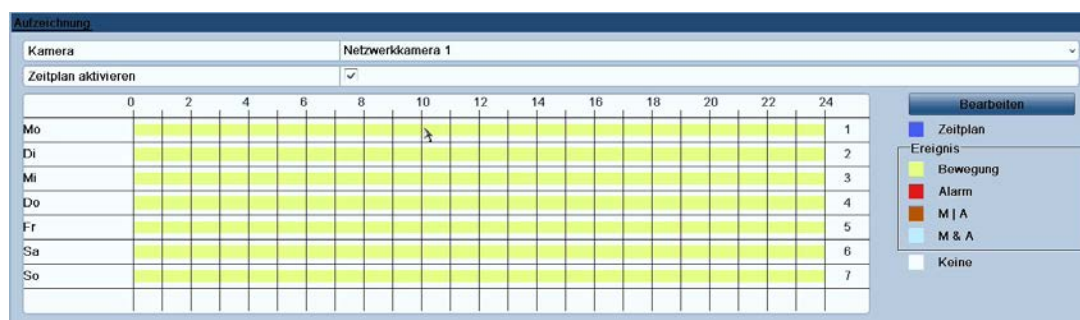 Aufzeichnung
Kamera Netzwerkkamera 1
Zeitplan aktivieren
0 2 4 6 8 10 12 14 16 18 20 22 24
Mo 1
Di 2
Mi 3
Do 4
Fr 5
Sa 6
So 7
Bearbeiten
Zeitplan
Ereignis
Bewegung
Alarm
M | A
M & A
Keine